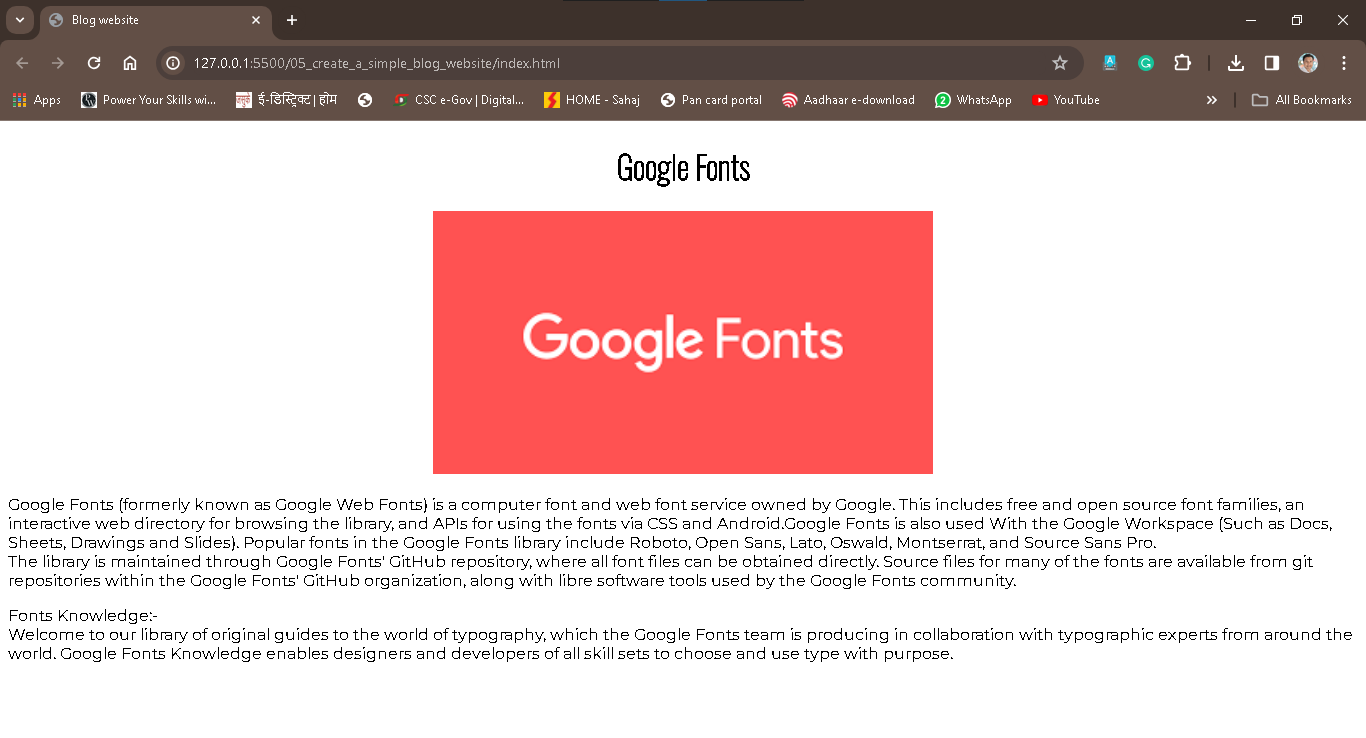 Blog website
127.0.0.1:5500/05_create_a_simple_blog_website/index.html
Apps Power Your Skills wi... ई-डिस्ट्रिक्ट | होम CSC e-Gov | Digital... HOME - Sahaj Pan card portal Aadhaar e-download 2 WhatsApp YouTube All Bookmarks
Google Fonts
Google Fonts
Google Fonts (formerly known as Google Web Fonts) is a computer font and web font service owned by Google. This includes free and open source font families, an
interactive web directory for browsing the library, and APIs for using the fonts via CSS and Android.Google Fonts is also used With the Google Workspace (Such as Docs,
Sheets, Drawings and Slides). Popular fonts in the Google Fonts library include Roboto, Open Sans, Lato, Oswald, Montserrat, and Source Sans Pro.
The library is maintained through Google Fonts' GitHub repository, where all font files can be obtained directly. Source files for many of the fonts are available from git
repositories within the Google Fonts' GitHub organization, along with libre software tools used by the Google Fonts community.
Fonts Knowledge:-
Welcome to our library of original guides to the world of typography, which the Google Fonts team is producing in collaboration with typographic experts from around the
world. Google Fonts Knowledge enables designers and developers of all skill sets to choose and use type with purpose.